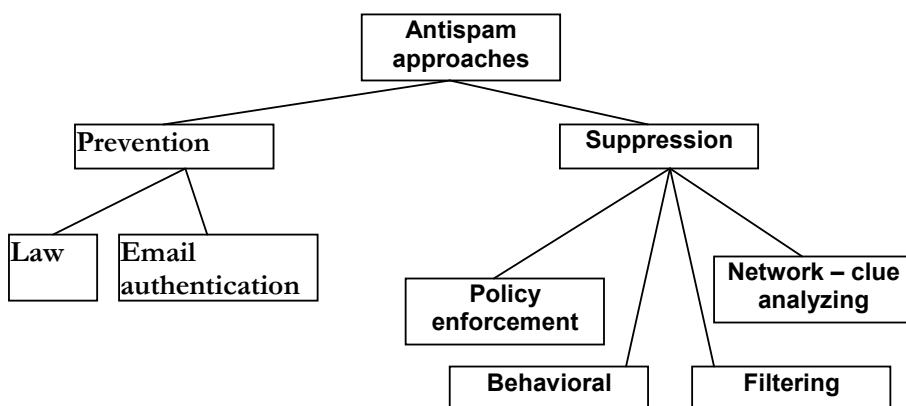 Antispam
approaches
Prevention
Suppression
Law
Email
authentication
Policy
enforcement
Network – clue
analyzing
Behavioral
Filtering